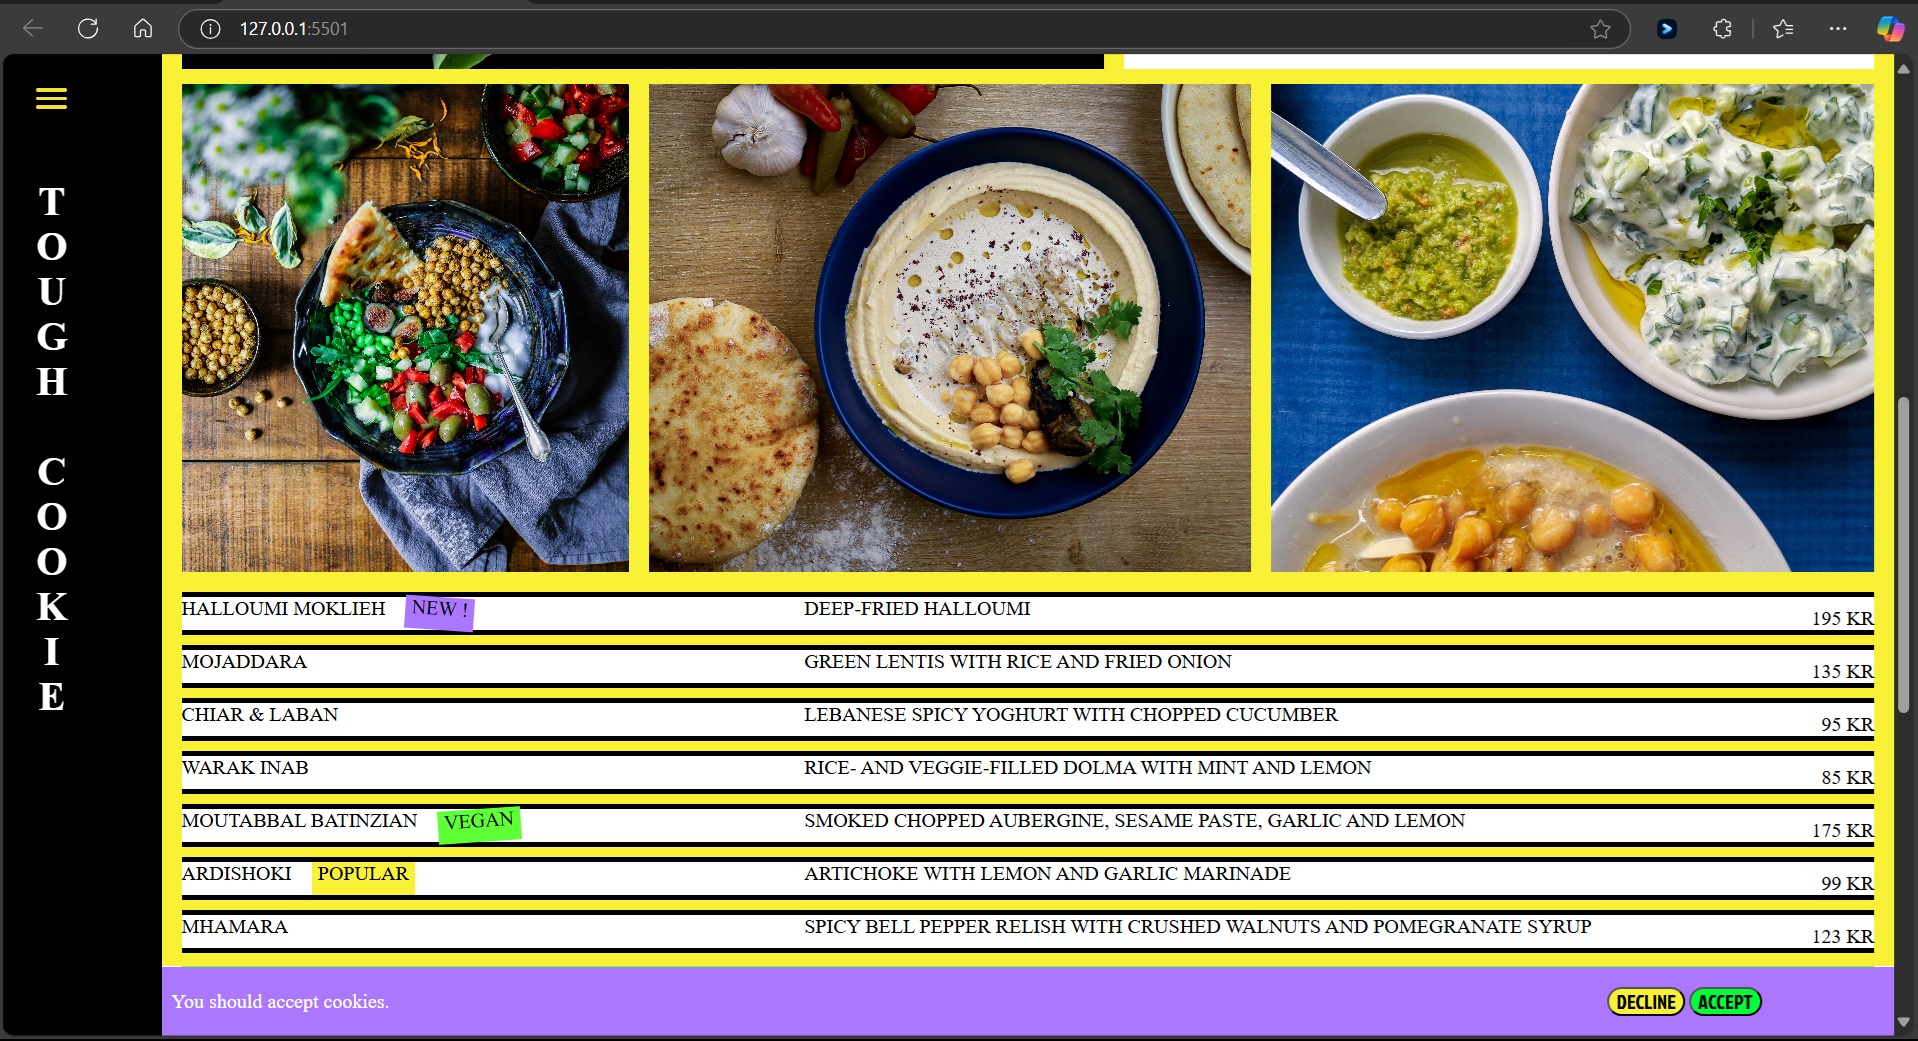 127.0.0.1:5501
TOUGH COOKIE
HALLOUMI MOKLIEH NEW ! DEEP-FRIED HALLOUMI 195 KR
MOJADDARA GREEN LENTIS WITH RICE AND FRIED ONION 135 KR
CHIAR & LABAN LEBANESE SPICY YOGHURT WITH CHOPPED CUCUMBER 95 KR
WARAK INAB RICE- AND VEGGIE-FILLED DOLMA WITH MINT AND LEMON 85 KR
MOUTABBAL BATINZIAN VEGAN SMOKED CHOPPED AUBERGINE, SESAME PASTE, GARLIC AND LEMON 175 KR
ARDISHOKI POPULAR ARTICHOKE WITH LEMON AND GARLIC MARINADE 99 KR
MHAMARA SPICY BELL PEPPER RELISH WITH CRUSHED WALNUTS AND POMEGRANATE SYRUP 123 KR
You should accept cookies. DECLINE ACCEPT